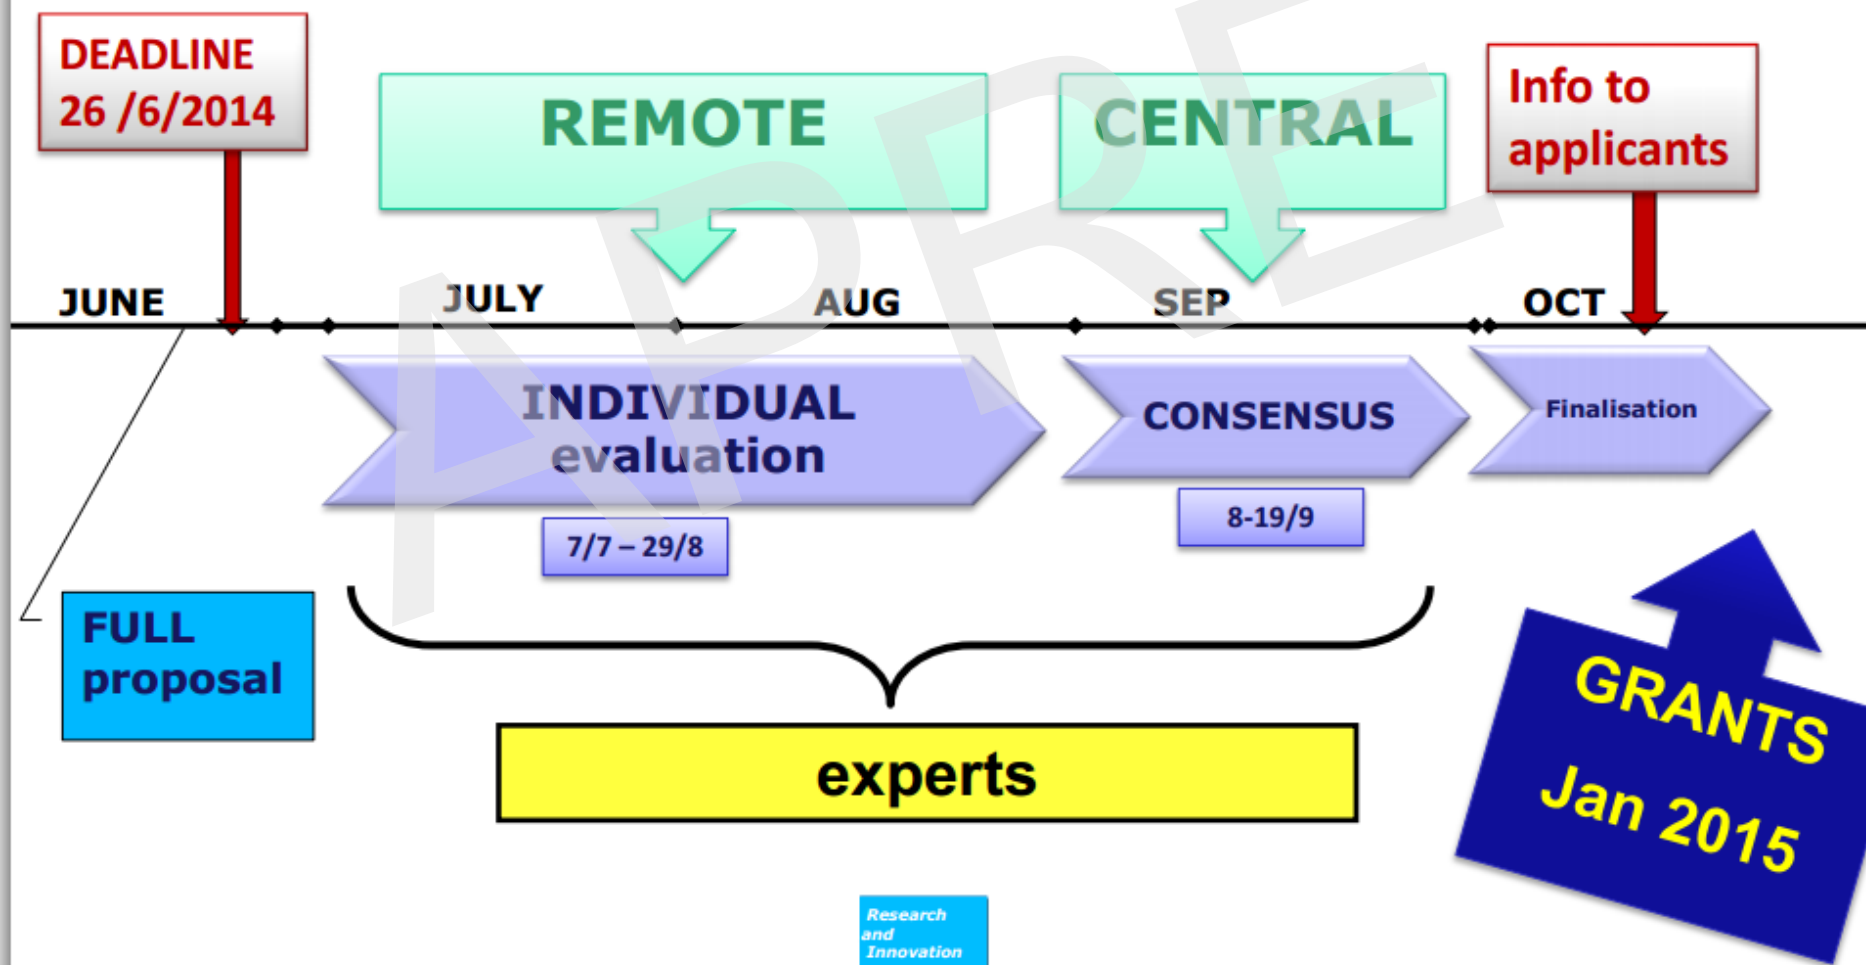 DEADLINE
26 /6/2014
REMOTE
CENTRAL
Info to
applicants
JUNE
JULY
AUG
SEP
OCT
INDIVIDUAL
evaluation
CONSENSUS
Finalisation
7/7 – 29/8
8-19/9
FULL
proposal
experts
GRANTS
Jan 2015
Research
and
Innovation
APRE